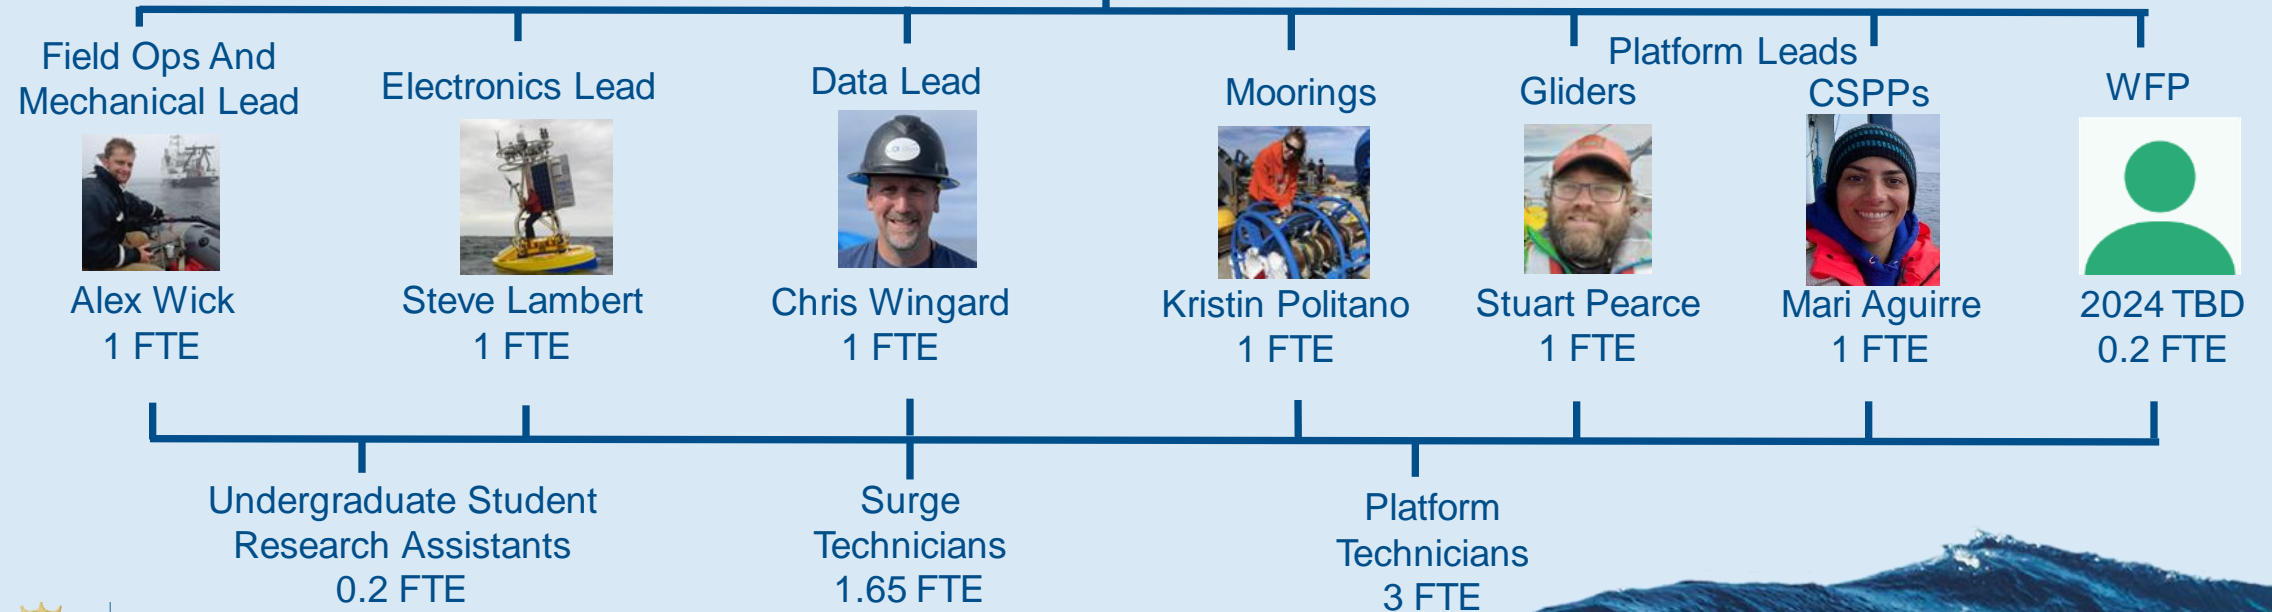 Field Ops And
Mechanical Lead
Electronics Lead
Data Lead
Platform Leads
Moorings
Gliders
CSPPs
WFP
Alex Wick
1 FTE
Steve Lambert
1 FTE
Chris Wingard
1 FTE
Kristin Politano
1 FTE
Stuart Pearce
1 FTE
Mari Aguirre
1 FTE
2024 TBD
0.2 FTE
Undergraduate Student
Research Assistants
0.2 FTE
Surge
Technicians
1.65 FTE
Platform
Technicians
3 FTE